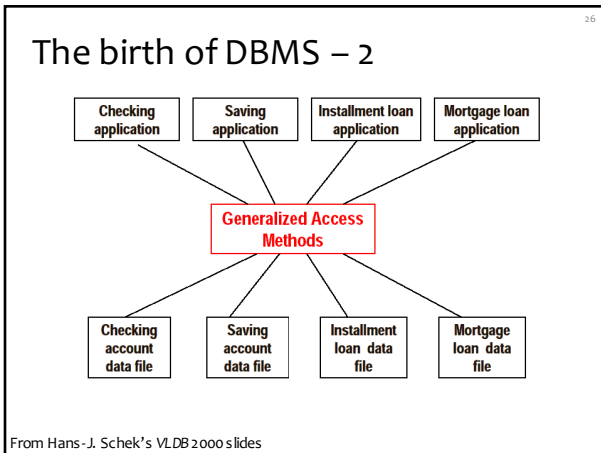 26
The birth of DBMS – 2
Checking
application
Saving
application
Installment loan
application
Mortgage loan
application
Generalized Access
Methods
Checking
account
data file
Saving
account
data file
Installment
loan data
file
Mortgage
loan data
file
From Hans-J. Schek's VLDB 2000 slides